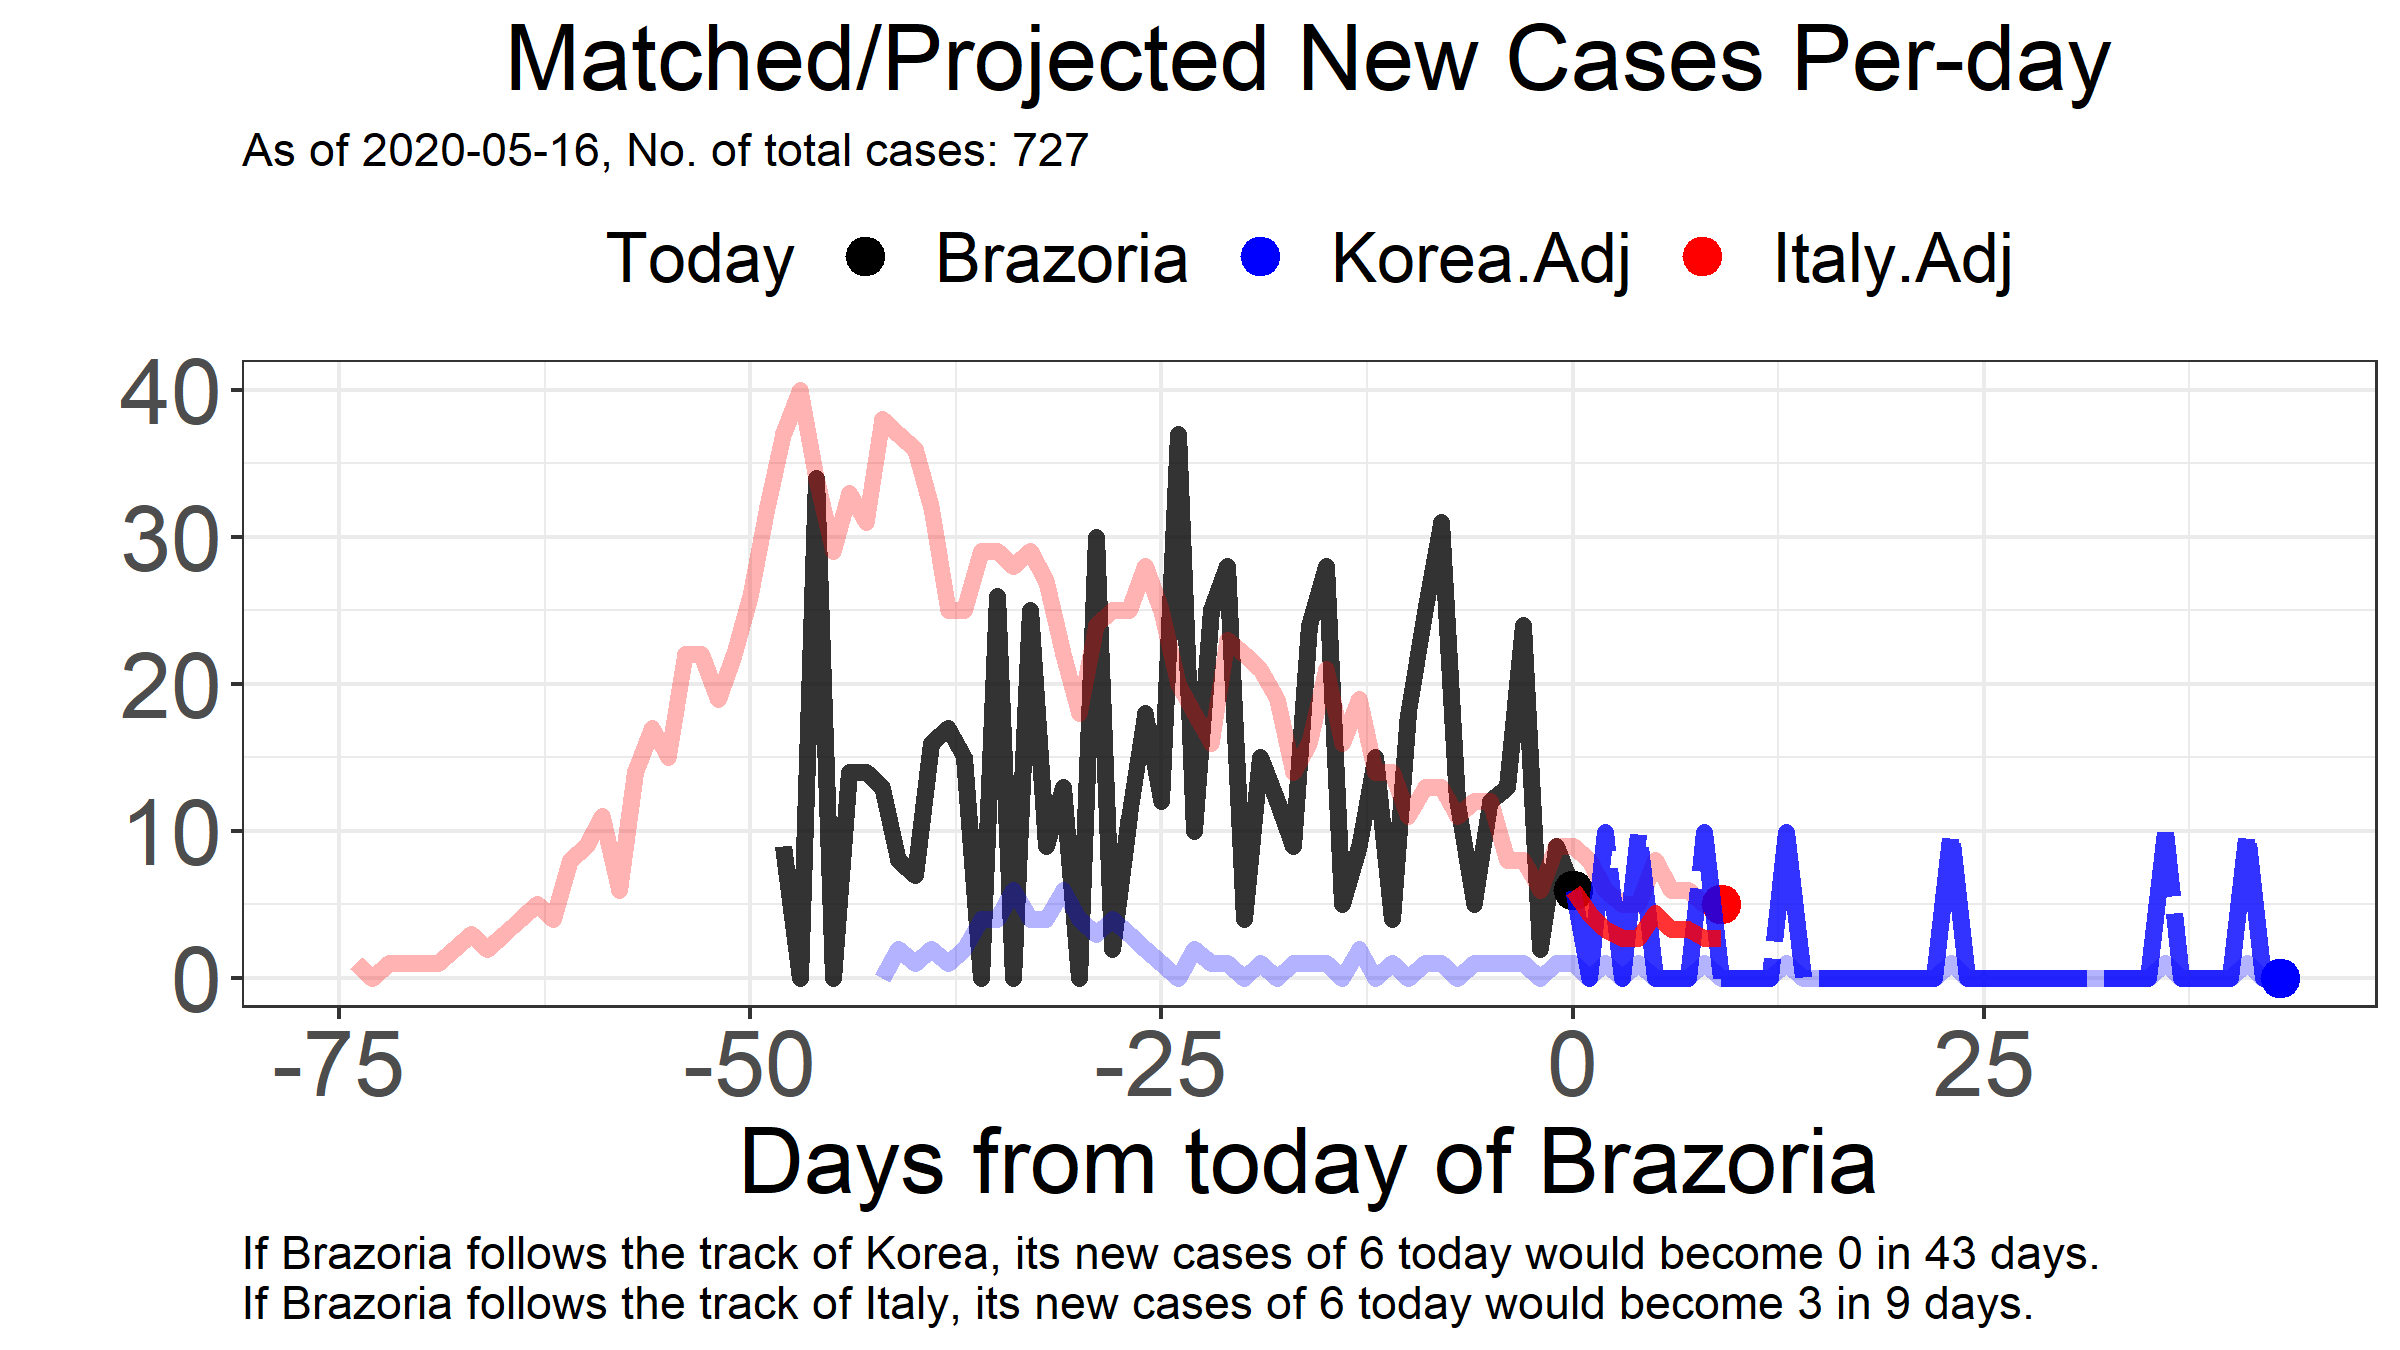 Matched/Projected New Cases Per-day
As of 2020-05-16, No. of total cases: 727
Today Brazoria Korea.Adj Italy.Adj
40
30
20
10
0
-75 -50 -25 0 25
Days from today of Brazoria
If Brazoria follows the track of Korea, its new cases of 6 today would become 0 in 43 days.
If Brazoria follows the track of Italy, its new cases of 6 today would become 3 in 9 days.